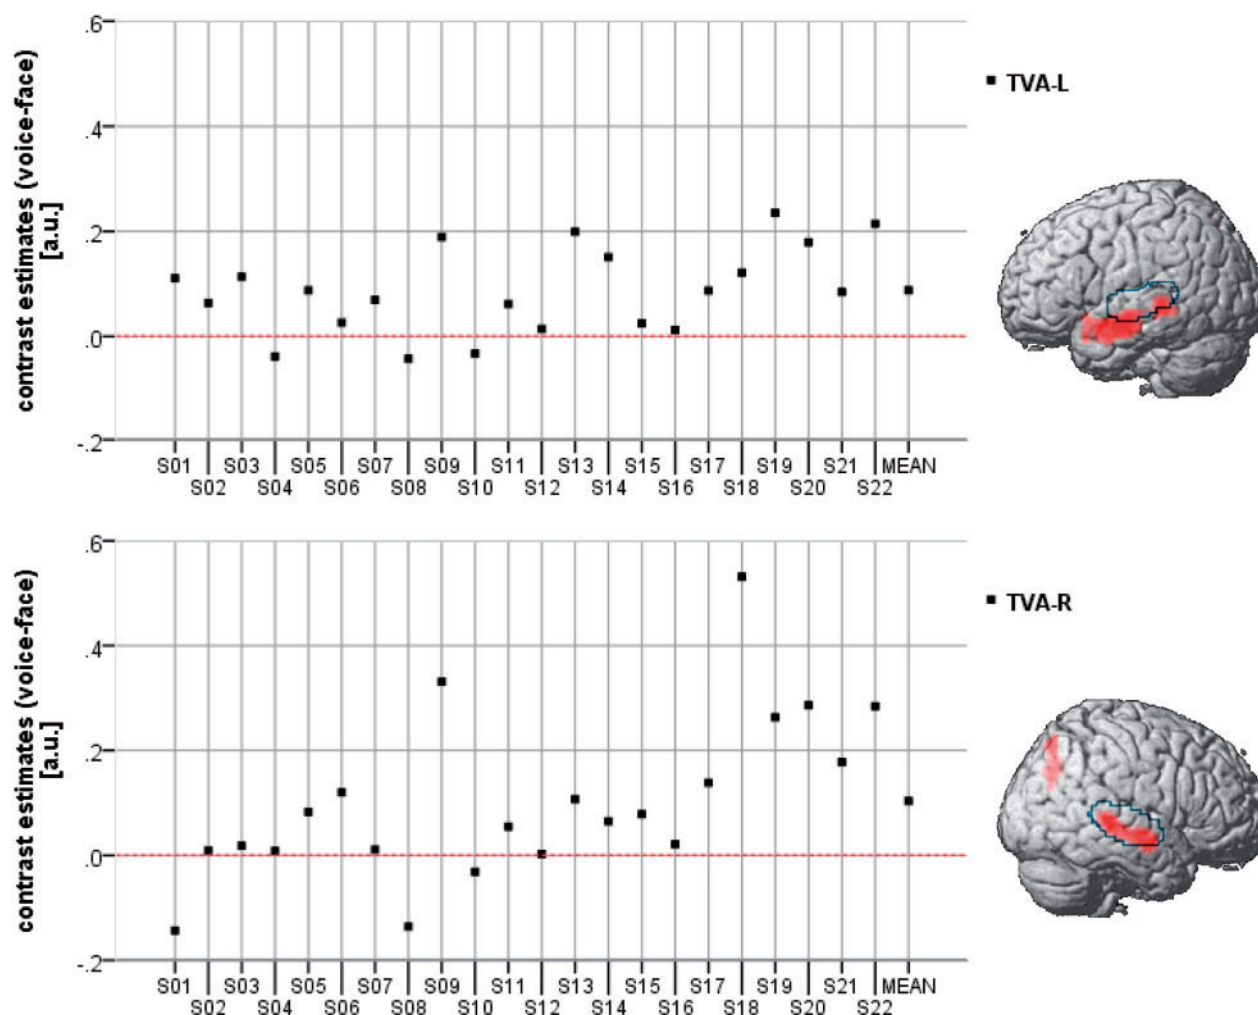 contrast estimates (voice-face)
[a.u.]
.6
.4
.2
.0
-.2
S01 S03 S05 S07 S09 S11 S13 S15 S17 S19 S21 MEAN
S02 S04 S06 S08 S10 S12 S14 S16 S18 S20 S22
TVA-L
contrast estimates (voice-face)
[a.u.]
.6
.4
.2
.0
-.2
S01 S03 S05 S07 S09 S11 S13 S15 S17 S19 S21 MEAN
S02 S04 S06 S08 S10 S12 S14 S16 S18 S20 S22
TVA-R